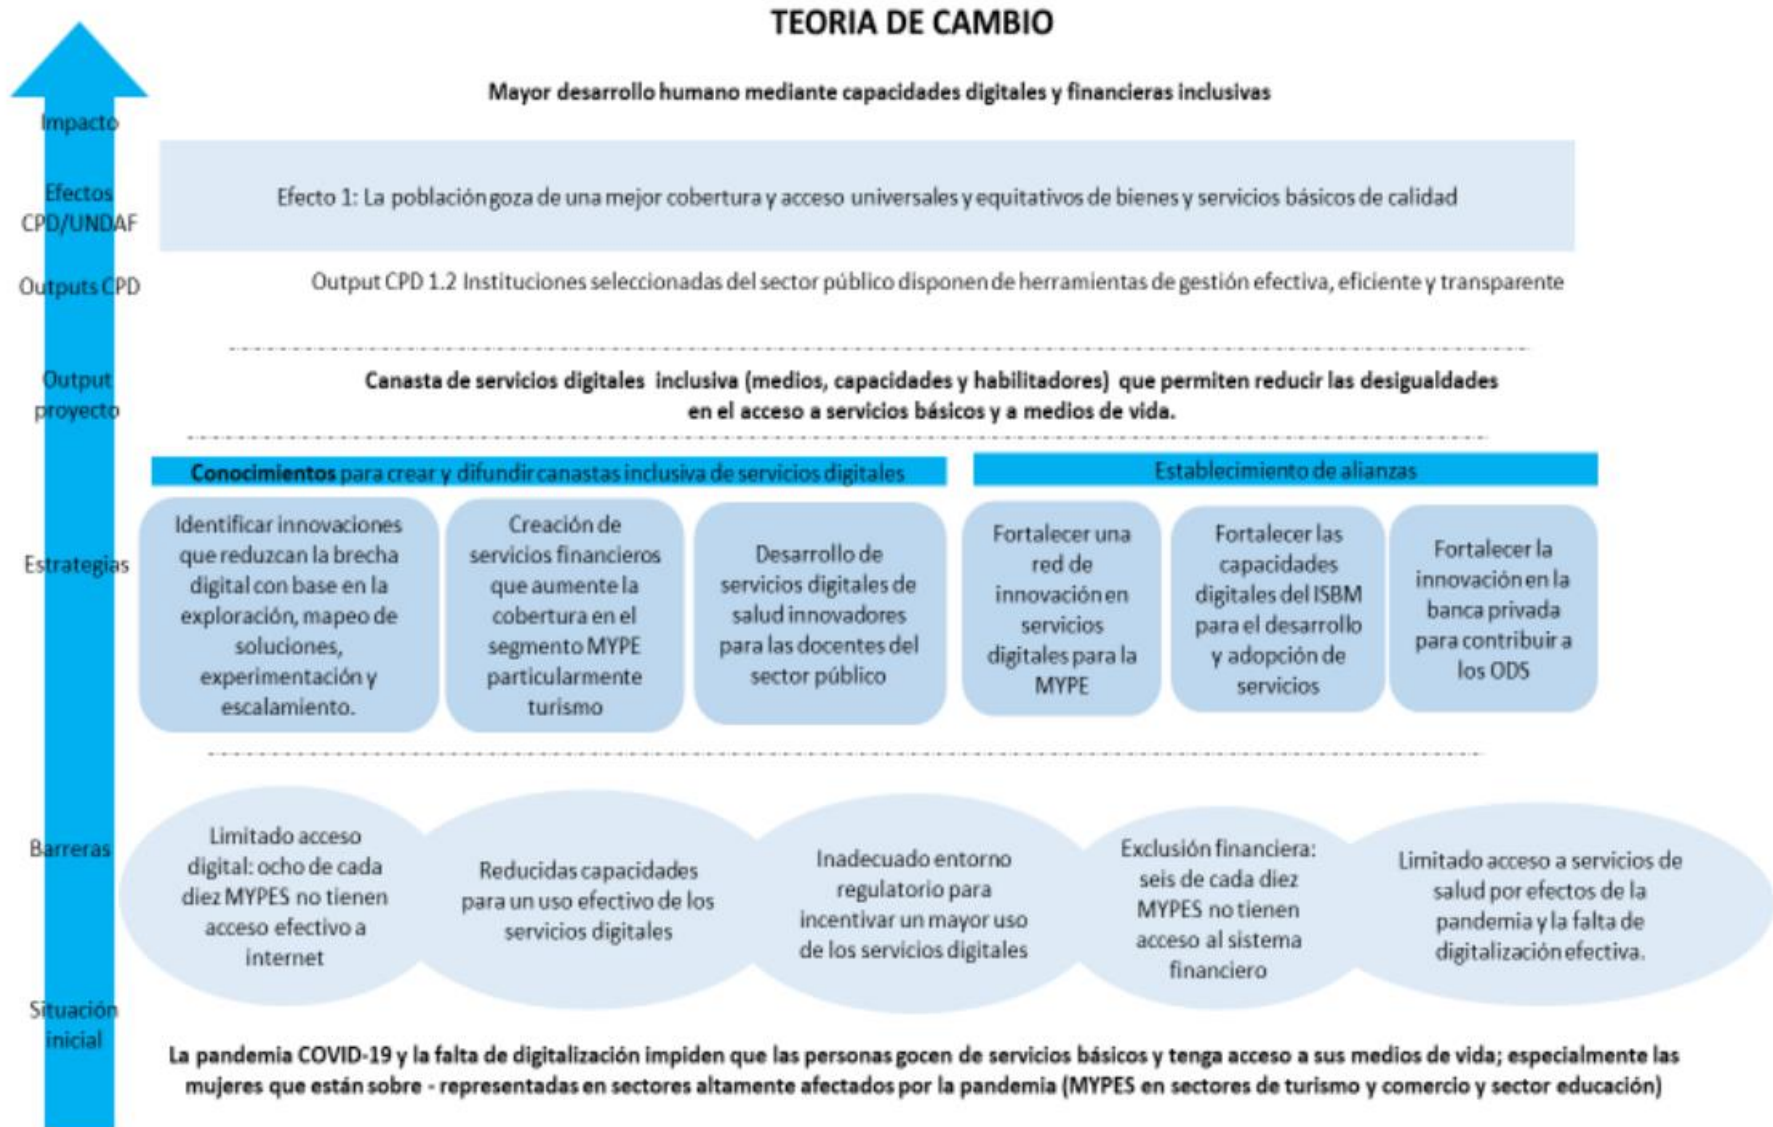 TEORIA DE CAMBIO
Mayor desarrollo humano mediante capacidades digitales y financieras inclusivas
Impacto
Efectos
CPD/UNDAF
Efecto 1: La población goza de una mejor cobertura y acceso universales y equitativos de bienes y servicios básicos de calidad
Outputs CPD
Output CPD 1.2 Instituciones seleccionadas del sector público disponen de herramientas de gestión efectiva, eficiente y transparente
Output
proyecto
Canasta de servicios digitales inclusiva (medios, capacidades y habilitadores) que permiten reducir las desigualdades
en el acceso a servicios básicos y a medios de vida.
Conocimientos para crear y difundir canastas inclusiva de servicios digitales
Establecimiento de alianzas
Estrategias
Identificar innovaciones
que reduzcan la brecha
digital con base en la
exploración, mapeo de
soluciones,
experimentación y
escalamiento.
Creación de
servicios financieros
que aumente la
cobertura en el
segmento MYPE
particularmente
turismo
Desarrollo de
servicios digitales de
salud innovadores
para las docentes del
sector público
Fortalecer una
red de
innovación en
servicios
digitales para la
MYPE
Fortalecer las
capacidades
digitales del ISBM
para el desarrollo
y adopción de
servicios
Fortalecer la
innovación en la
banca privada
para contribuir a
los ODS
Barreras
Limitado acceso
digital: ocho de cada
diez MYPES no tienen
acceso efectivo a
internet
Reducidas capacidades
para un uso efectivo de los
servicios digitales
Inadecuado entorno
regulatorio para
incentivar un mayor uso
de los servicios digitales
Exclusión financiera:
seis de cada diez
MYPES no tienen
acceso al sistema
financiero
Limitado acceso a servicios de
salud por efectos de la
pandemia y la falta de
digitalización efectiva.
Situación
inicial
La pandemia COVID-19 y la falta de digitalización impiden que las personas gocen de servicios básicos y tenga acceso a sus medios de vida; especialmente las
mujeres que están sobre - representadas en sectores altamente afectados por la pandemia (MYPES en sectores de turismo y comercio y sector educación)